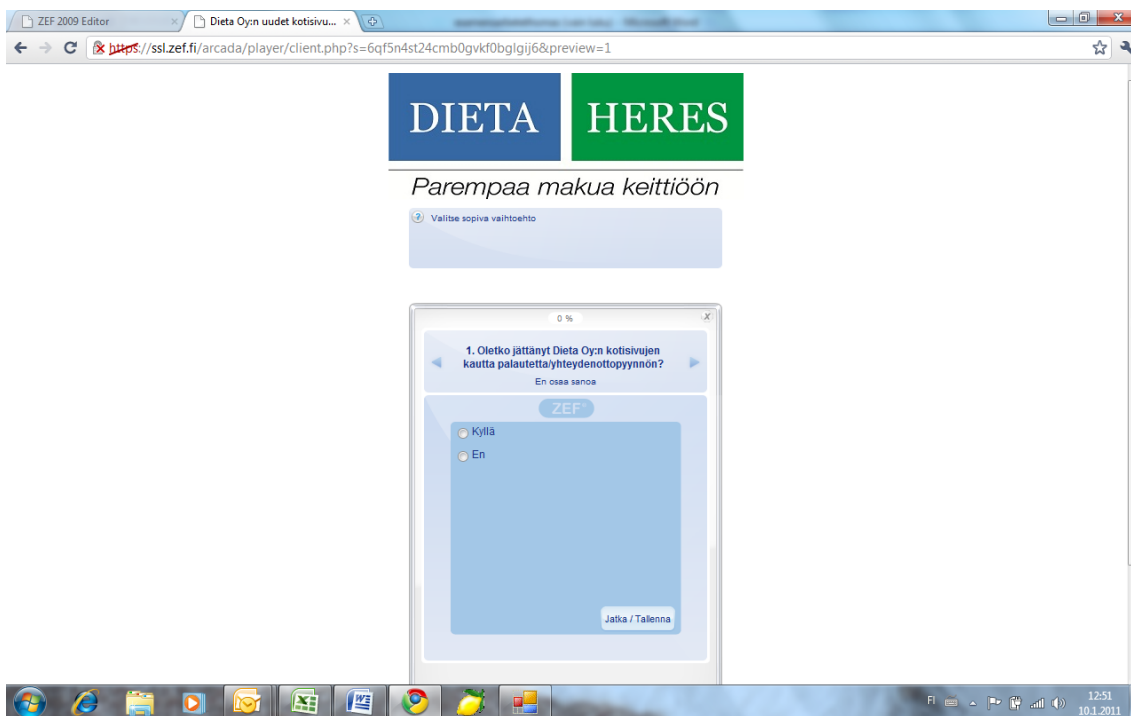 ZEF 2009 Editor
Dieta Oy:n uudet kotisivu...
https://ssl.zef.fi/arcada/player/client.php?s=6qf5n4st24cmb0gvkf0bglgij6&preview=1
DIETA HERES
Parempaa makua keittiöön
Valitse sopiva vaihtoehto
0 %
1. Oletko jättänyt Dieta Oy:n kotisivujen
kautta palautetta/yhteydenottopyynnön?
En osaa sanoa
ZEF
Kyllä
En
Jatka / Tallenna
FI
12:51
10.1.2011